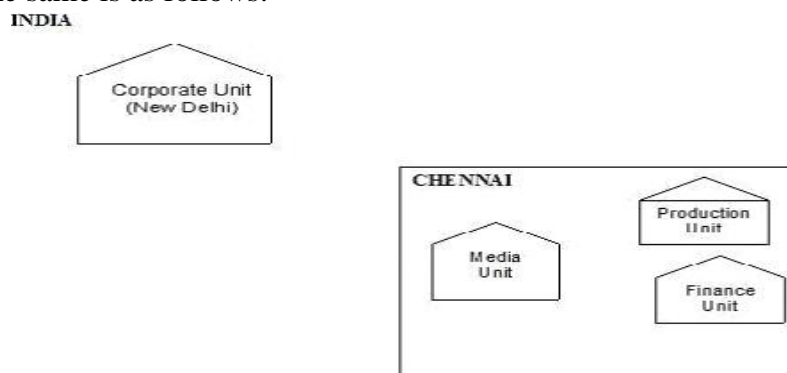 INDIA
Corporate Unit
(New Delhi)
CHENNAI
Production
Unit
Media
Unit
Finance
Unit